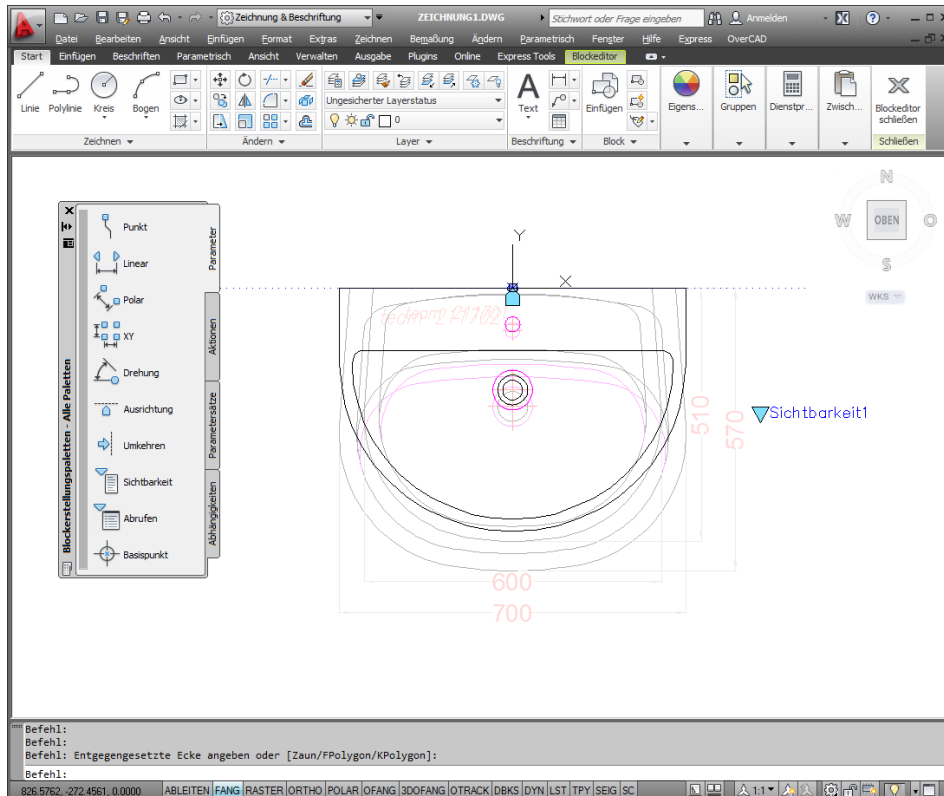 Zeichnung & Beschriftung
ZEICHNUNG1.DWG
Stichwort oder Frage eingeben
Anmelden
Datei Bearbeiten Ansicht Einfügen Format Extras Zeichnen Bemaßung Ändern Parametrisch Fenster Hilfe Express OverCAD
Start Einfügen Beschriften Parametrisch Ansicht Verwalten Ausgabe Plugins Online Express Tools Blockeditor
Ungesicherter Layerstatus
0
Linie Polylinie Kreis Bogen
A
Text
Einfügen
Eigens...
Gruppen
Dienstpr...
Zwisch...
Blockeditor
schließen
Zeichnen Ändern Layer Beschriftung Block Schließen
Blockerstellungspaletten - Alle Paletten
Punkt
Linear
Polar
XY
Drehung
Ausrichtung
Umkehren
Sichtbarkeit
Abrufen
Basispunkt
Parameter
Aktionen
Parametersätze
Abhängigkeiten
Y
X
N
W
OBEN
O
S
WKS
510
570
Sichtbarkeit1
600
700
Befehl:
Befehl:
Befehl: Entgegengesetzte Ecke angeben oder [Zaun/FPolygon/KPolygon]:
Befehl:
826.5762, -272.4561, 0.0000 ABLEITEN FANG RASTER ORTHO POLAR OFANG 3DOFANG OTRACK DBKS DYN LST TPY SEIG SC
1:1